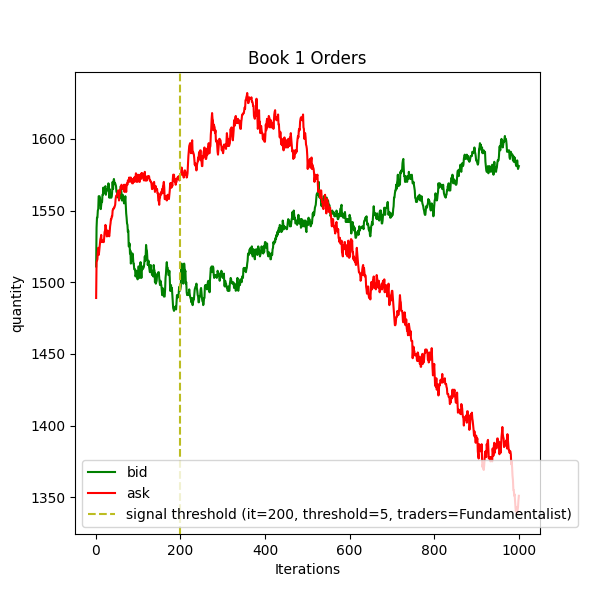 Book 1 Orders
quantity
1600
1550
1500
1450
1400
1350
bid
ask
signal threshold (it=200, threshold=5, traders=Fundamentalist)
0 200 400 600 800 1000
Iterations